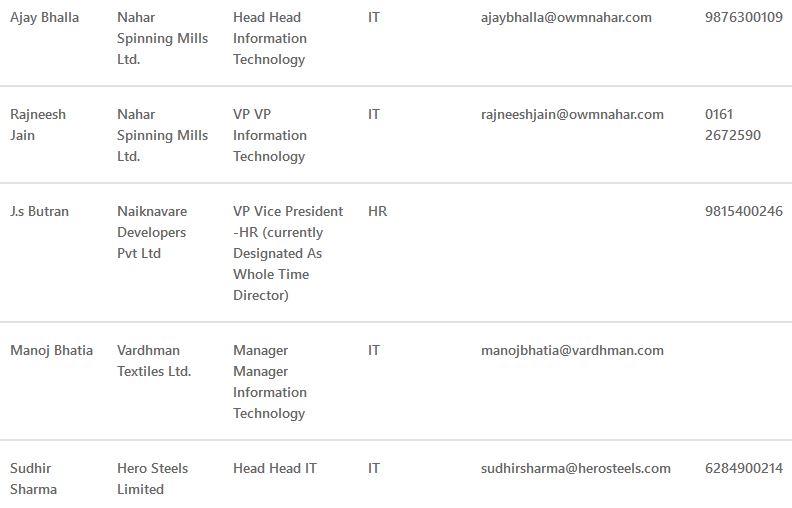 Ajay Bhalla Nahar Head Head IT ajaybhalla@owmnahar.com 9876300109
Spinning Mills Information
Ltd. Technology
Rajneesh Nahar VP VP IT rajneeshjain@owmnahar.com 0161
Jain Spinning Mills Information 2672590
Ltd. Technology
J.s Butran Naiknavare VP Vice President HR 9815400246
Developers -HR (currently
Pvt Ltd Designated As
Whole Time
Director)
Manoj Bhatia Vardhman Manager IT manojbhatia@vardhman.com
Textiles Ltd. Manager
Information
Technology
Sudhir Hero Steels Head Head IT IT sudhirsharma@herosteels.com 6284900214
Sharma Limited